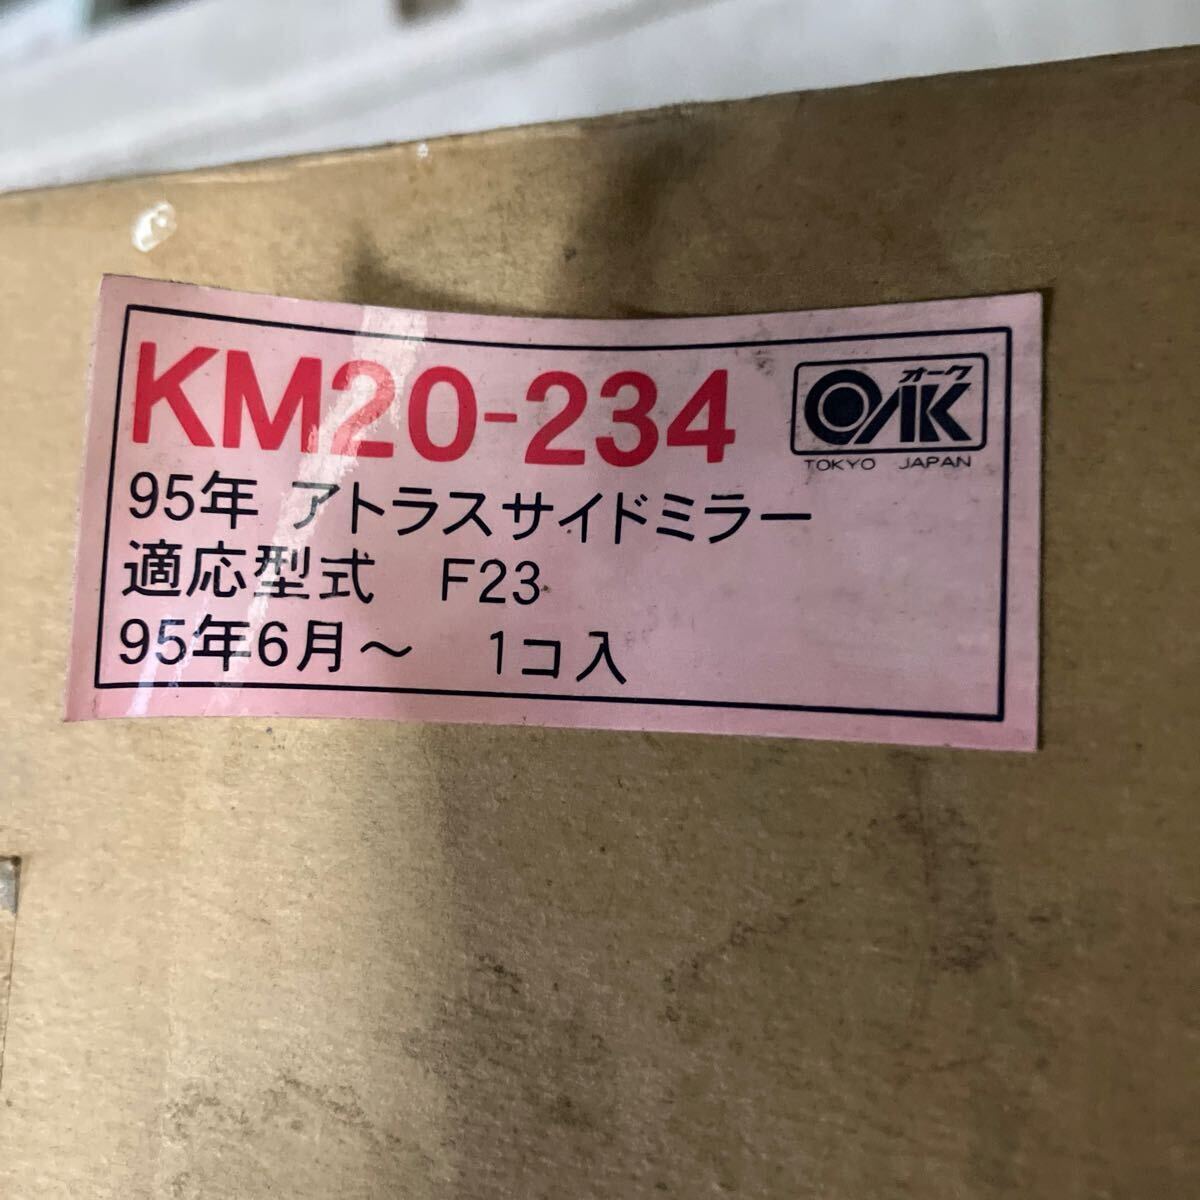 KM20-234
オーク
OAK
TOKYO JAPAN
95年 アトラスサイドミラー
適応型式 F23
95年6月～ 1コ入